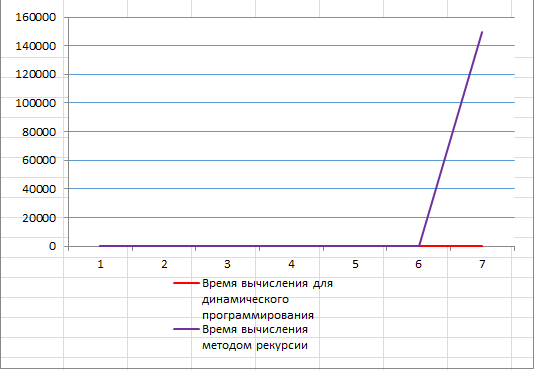 160000
140000
120000
100000
80000
60000
40000
20000
0
1 2 3 4 5 6 7
Время вычисления для
динамического
программирования
Время вычисления
методом рекурсии